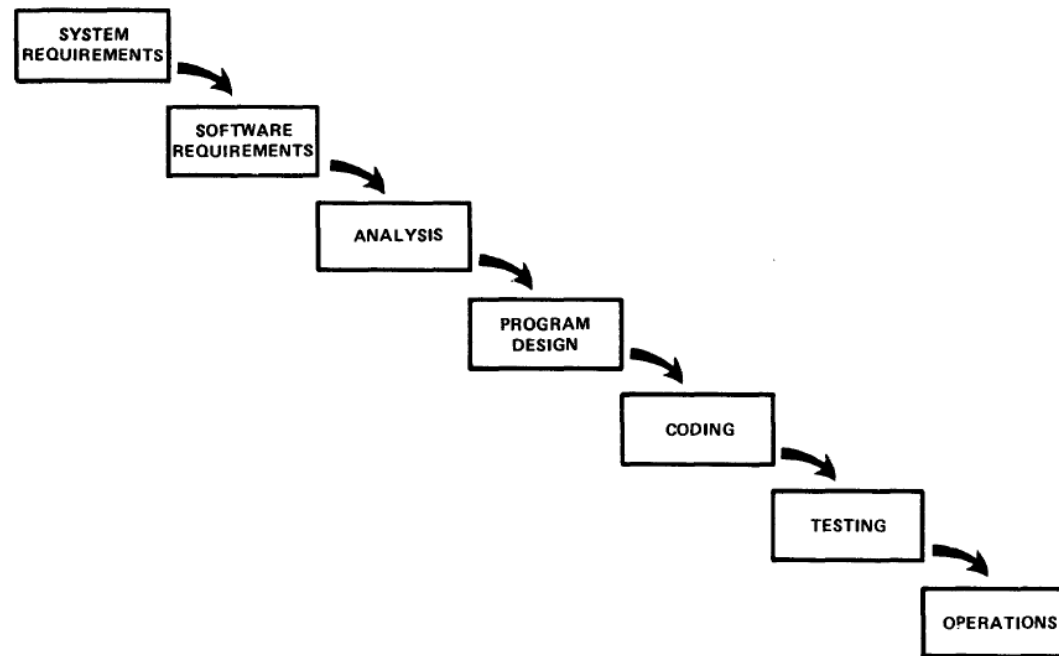 SYSTEM
REQUIREMENTS
SOFTWARE
REQUIREMENTS
ANALYSIS
PROGRAM
DESIGN
CODING
TESTING
OPERATIONS